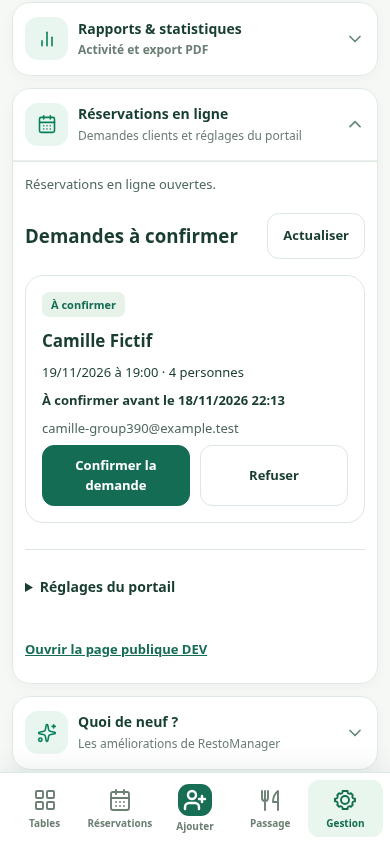 Rapports & statistiques
Activité et export PDF
Réservations en ligne
Demandes clients et réglages du portail
Réservations en ligne ouvertes.
Demandes à confirmer
Actualiser
À confirmer
Camille Fictif
19/11/2026 à 19:00 · 4 personnes
À confirmer avant le 18/11/2026 22:13
camille-group390@example.test
Confirmer la
demande
Refuser
Réglages du portail
Ouvrir la page publique DEV
Quoi de neuf ?
Les améliorations de RestoManager
Tables
Réservations
Ajouter
Passage
Gestion